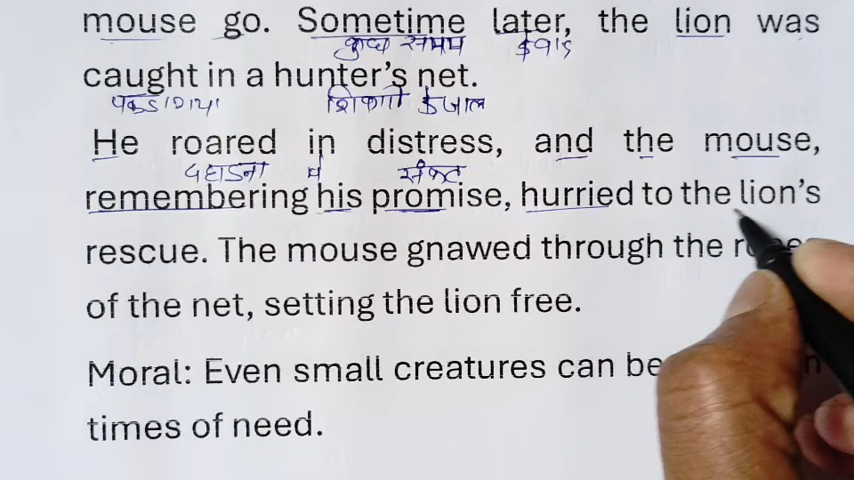 mouse go. Sometime later, the lion was
कुछ समय के बाद
caught in a hunter's net.
पकडा गया शिकारी के जाल
He roared in distress, and the mouse,
दहाडना में संकट
remembering his promise, hurried to the lion's
rescue. The mouse gnawed through the
of the net, setting the lion free.
Moral: Even small creatures can be
times of need.